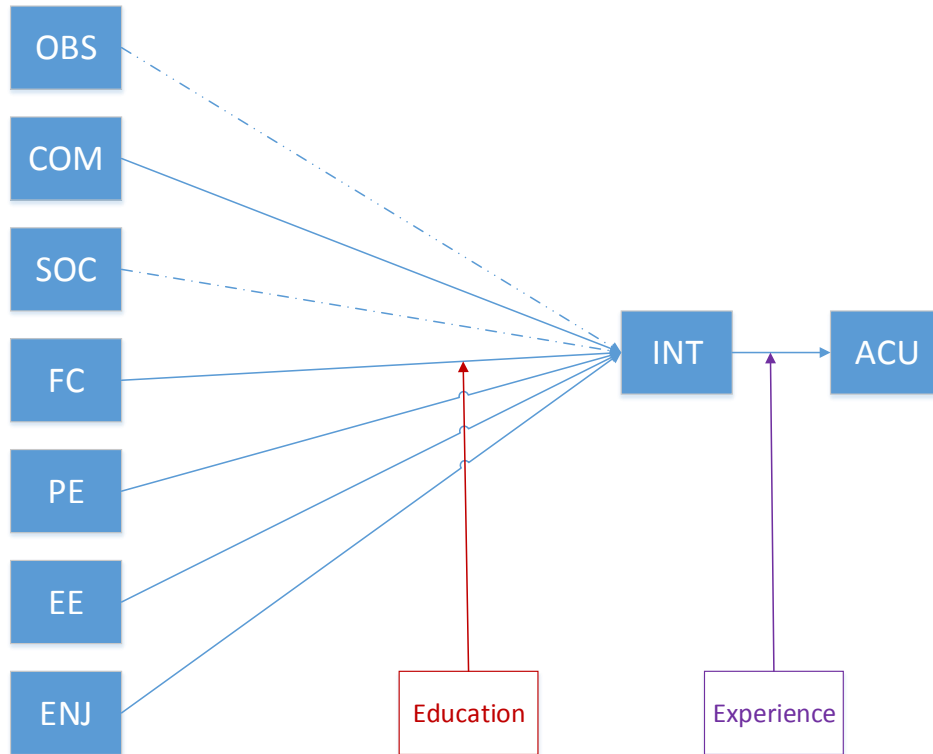 OBS
COM
SOC
FC
PE
EE
ENJ
INT
ACU
Education
Experience